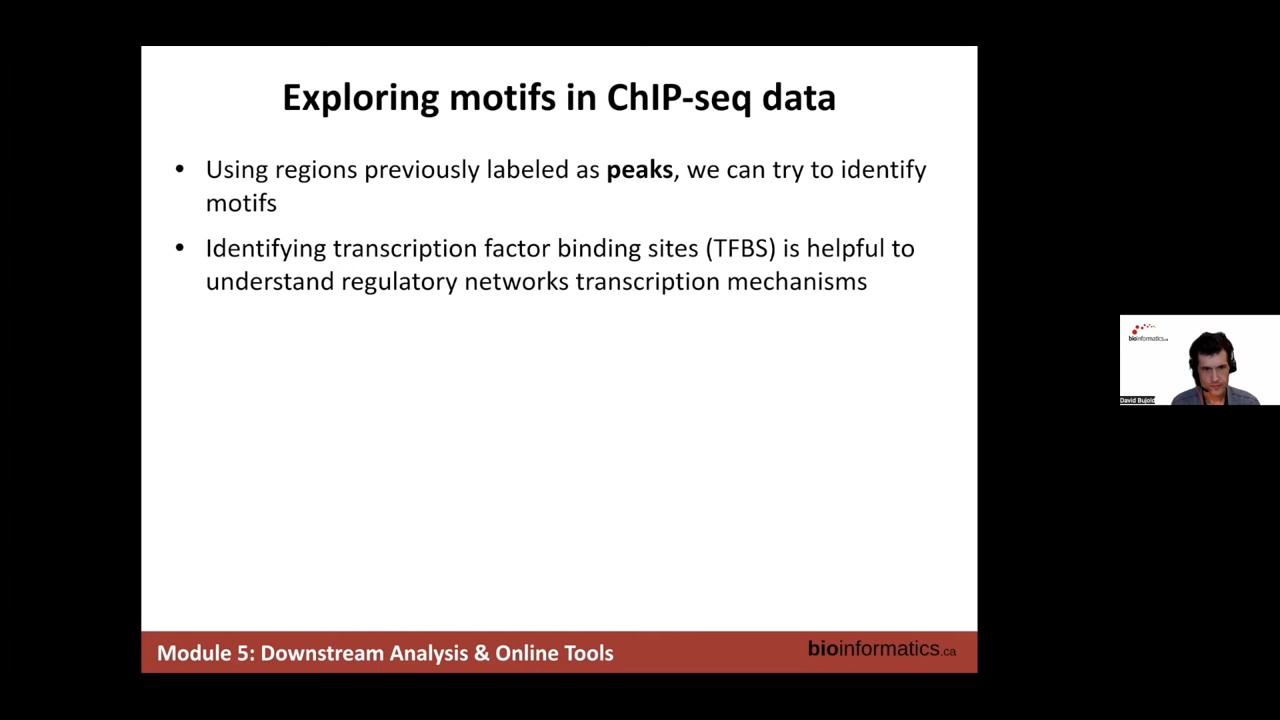 Exploring motifs in ChIP-seq data
• Using regions previously labeled as peaks, we can try to identify
motifs
• Identifying transcription factor binding sites (TFBS) is helpful to
understand regulatory networks transcription mechanisms
bioinformatics.ca
David Bujold
Module 5: Downstream Analysis & Online Tools
bioinformatics.ca